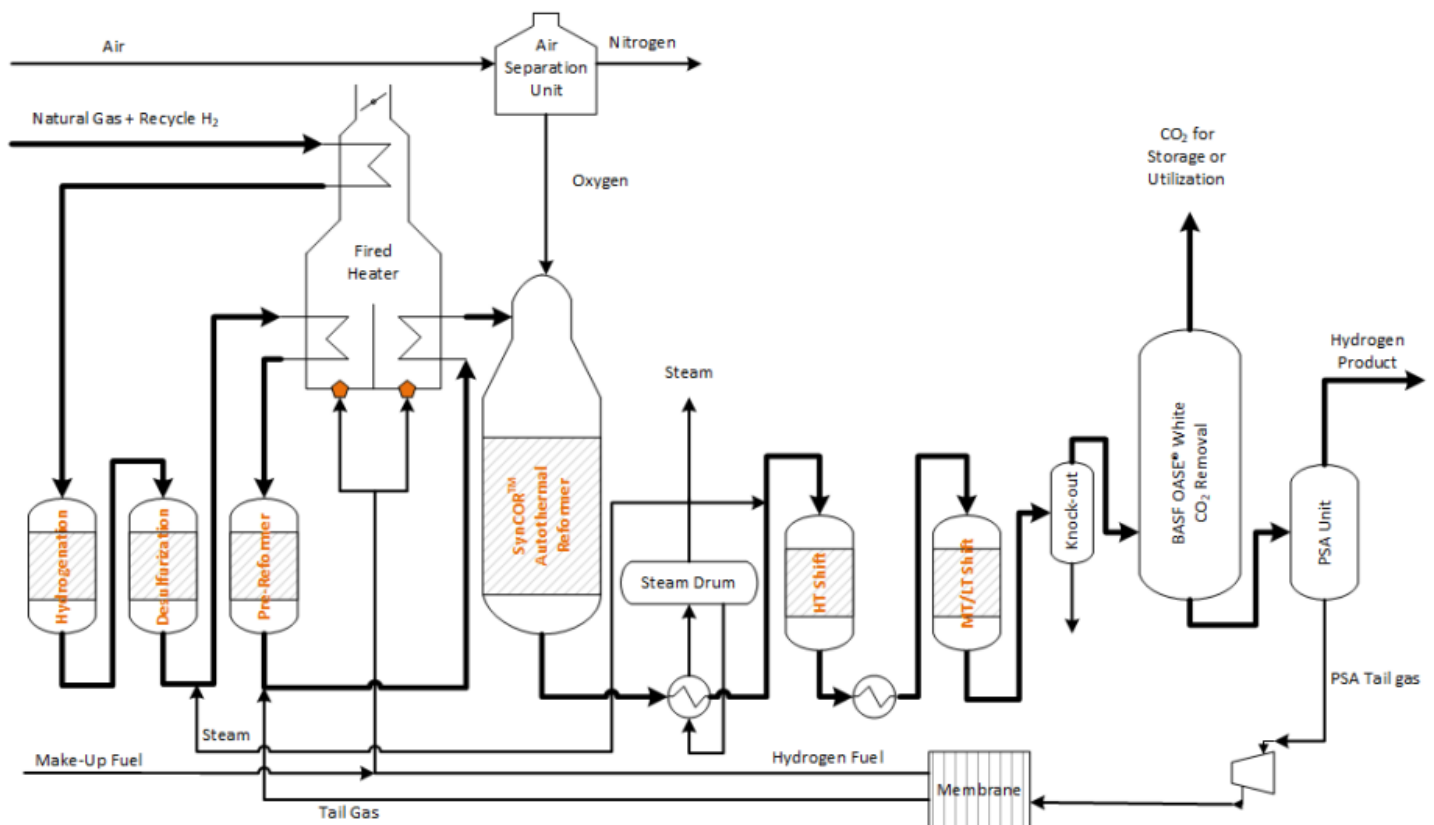 Air
Air
Separation
Unit
Nitrogen
Natural Gas + Recycle H₂
Oxygen
CO₂ for
Storage or
Utilization
Fired
Heater
Hydrogen
Product
Steam
Hydrogenation
Desulfurization
Pre-Reformer
SynCOR™
Autothermal
Reformer
Steam Drum
HT Shift
MT/LT Shift
Knock-out
BASF OASE® White
CO₂ Removal
PSA Unit
PSA Tail gas
Steam
Make-Up Fuel
Hydrogen Fuel
Membrane
Tail Gas